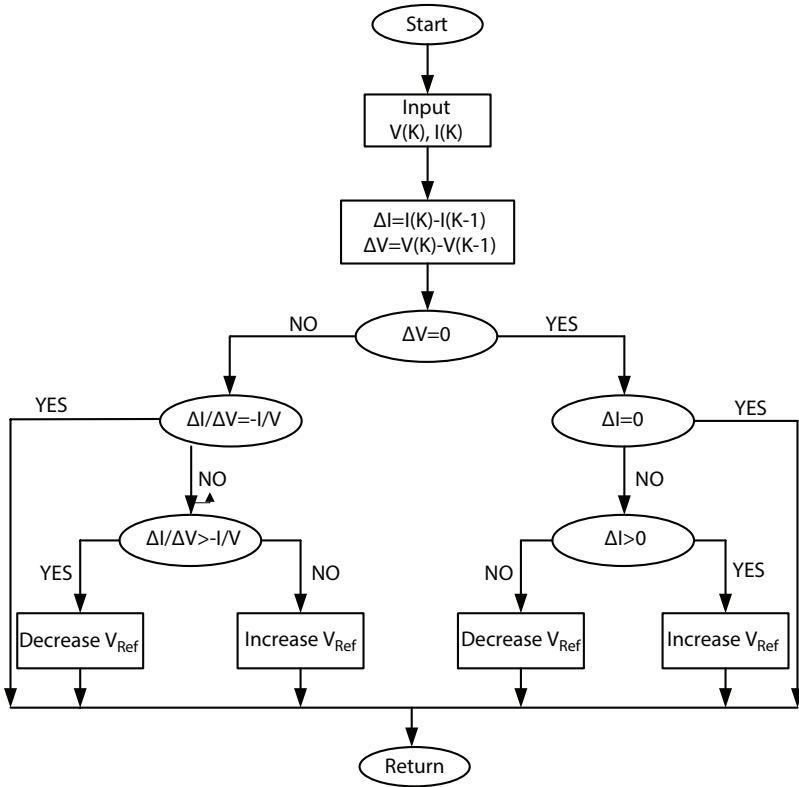 Start
Input
V(K), I(K)
ΔI=I(K)-I(K-1)
ΔV=V(K)-V(K-1)
NO
ΔV=0
YES
YES
ΔI/ΔV=-I/V
ΔI=0
YES
NO
NO
ΔI/ΔV>-I/V
ΔI>0
YES
NO
NO
YES
Decrease VRef
Increase VRef
Decrease VRef
Increase VRef
Return